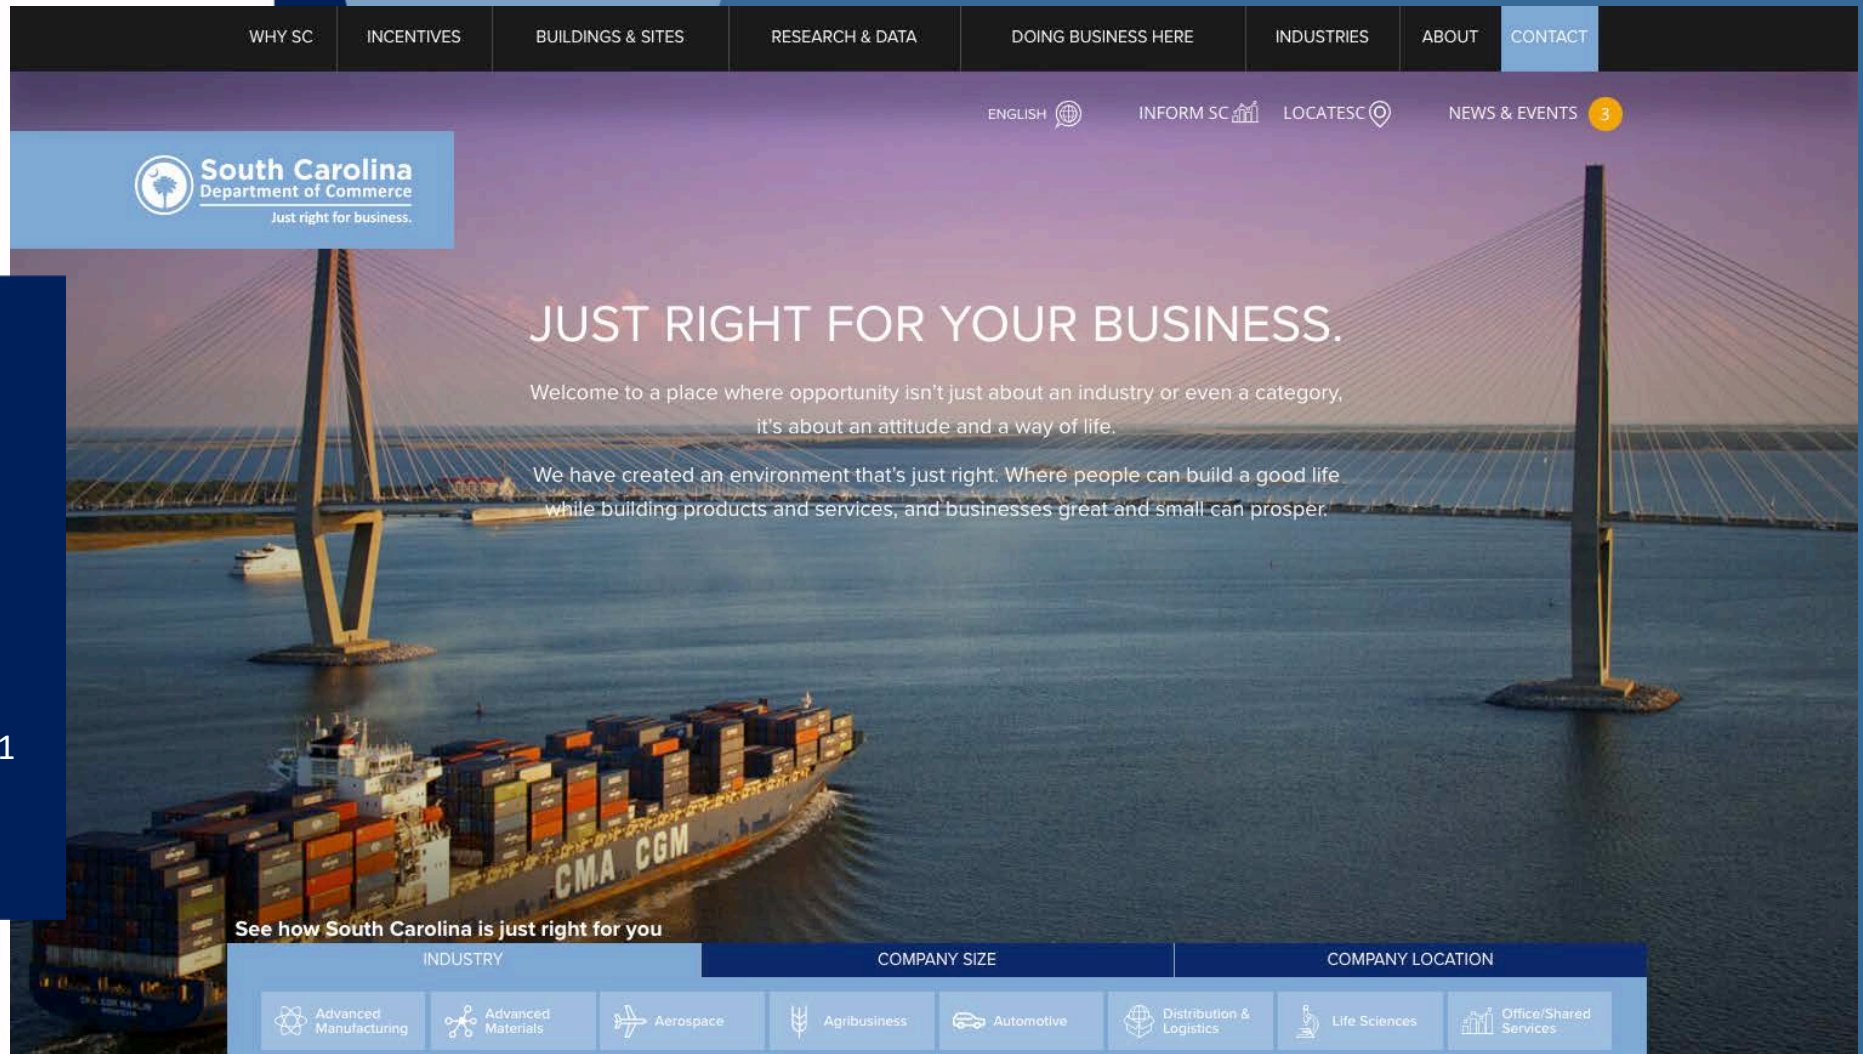 WHY SC
INCENTIVES
BUILDINGS & SITES
RESEARCH & DATA
DOING BUSINESS HERE
INDUSTRIES
ABOUT
CONTACT
ENGLISH
INFORM SC
LOCATESC
NEWS & EVENTS
3
South Carolina
Department of Commerce
Just right for business.
JUST RIGHT FOR YOUR BUSINESS.
Welcome to a place where opportunity isn't just about an industry or even a category,
it's about an attitude and a way of life.
We have created an environment that's just right. Where people can build a good life
while building products and services, and businesses great and small can prosper.
1
CMA CGM
See how South Carolina is just right for you
INDUSTRY
COMPANY SIZE
COMPANY LOCATION
Advanced
Manufacturing
Advanced
Materials
Aerospace
Agribusiness
Automotive
Distribution &
Logistics
Life Sciences
Office/Shared
Services